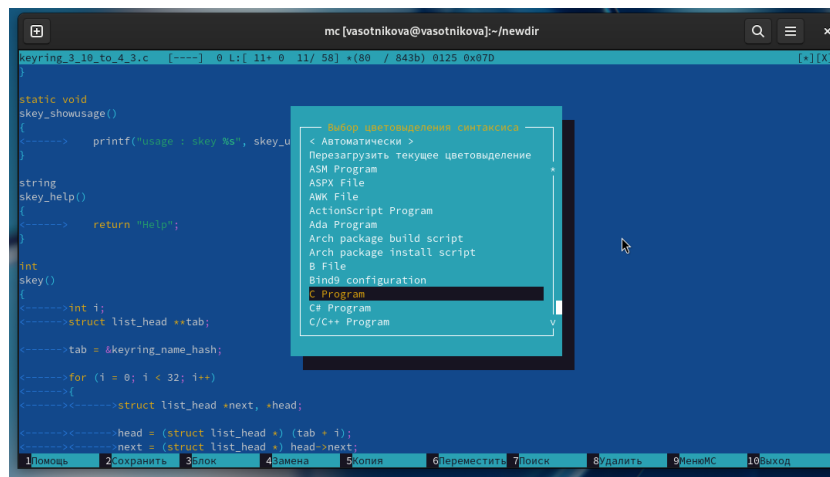 mc [vasotnikova@vasotnikova]:~/newdir
keyring_3_10_to_4_3.c [----] 0 L:[ 11+ 0 11/ 58] *(80 / 843b) 0125 0x07D [*][X
}
static void
skey_showusage()
{
<------> printf("usage : skey %s", skey_u
}
string
skey_help()
{
<------> return "Help";
}
int
skey()
{
<------>int i;
<------>struct list_head **tab;
<------>tab = &keyring_name_hash;
<------>for (i = 0; i < 32; i++)
<------>{
<------><------>struct list_head *next, *head;
<------><------>head = (struct list_head *) (tab + i);
<------><------>next = (struct list_head *) head->next;
Выбор цветовыделения синтаксиса
< Автоматически >
Перезагрузить текущее цветовыделение
ASM Program
ASPX File
AWK File
ActionScript Program
Ada Program
Arch package build script
Arch package install script
B File
Bind9 configuration
C Program
C# Program
C/C++ Program
1Помощь 2Сохранить 3Блок 4Замена 5Копия 6Переместить 7Поиск 8Удалить 9МенюMC 10Выход